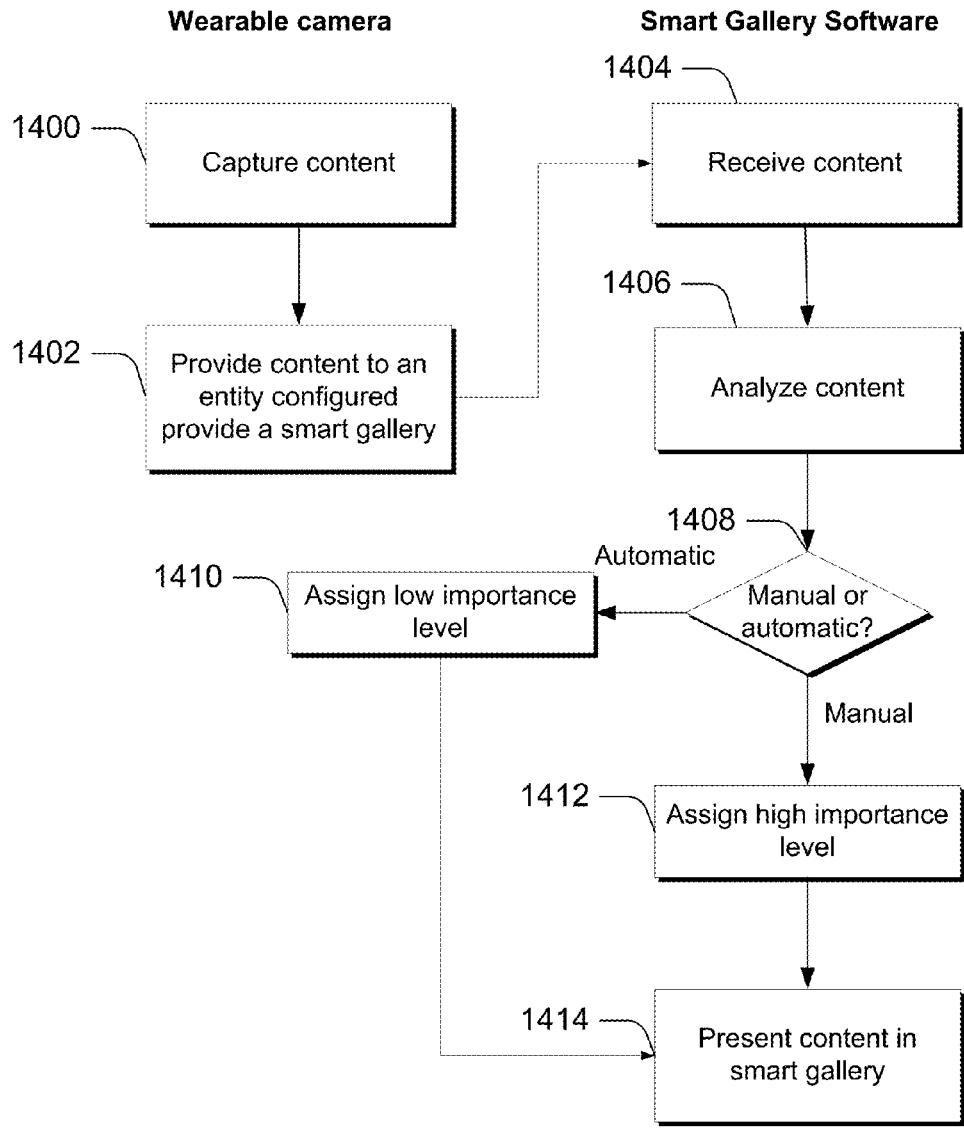 Wearable camera
Smart Gallery Software
1400
Capture content
1402
Provide content to an
entity configured
provide a smart gallery
1404
Receive content
1406
Analyze content
1408
Manual or
automatic?
Automatic
1410
Assign low importance
level
Manual
1412
Assign high importance
level
1414
Present content in
smart gallery